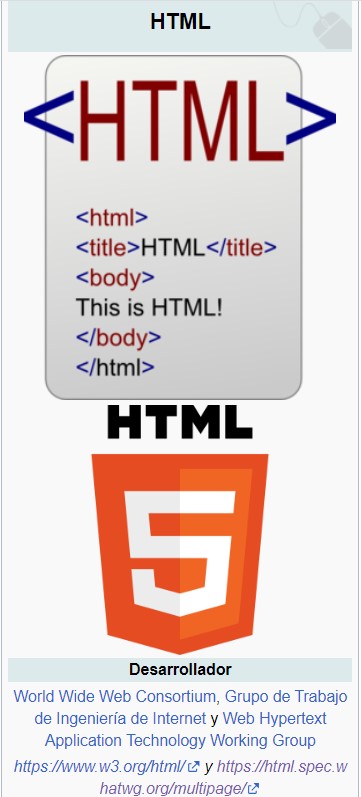 HTML
<HTML>
<html>
<title>HTML</title>
<body>
This is HTML!
</body>
</html>
HTML
5
Desarrollador
World Wide Web Consortium, Grupo de Trabajo
de Ingeniería de Internet y Web Hypertext
Application Technology Working Group
https://www.w3.org/html/ y https://html.spec.w
hatwg.org/multipage/